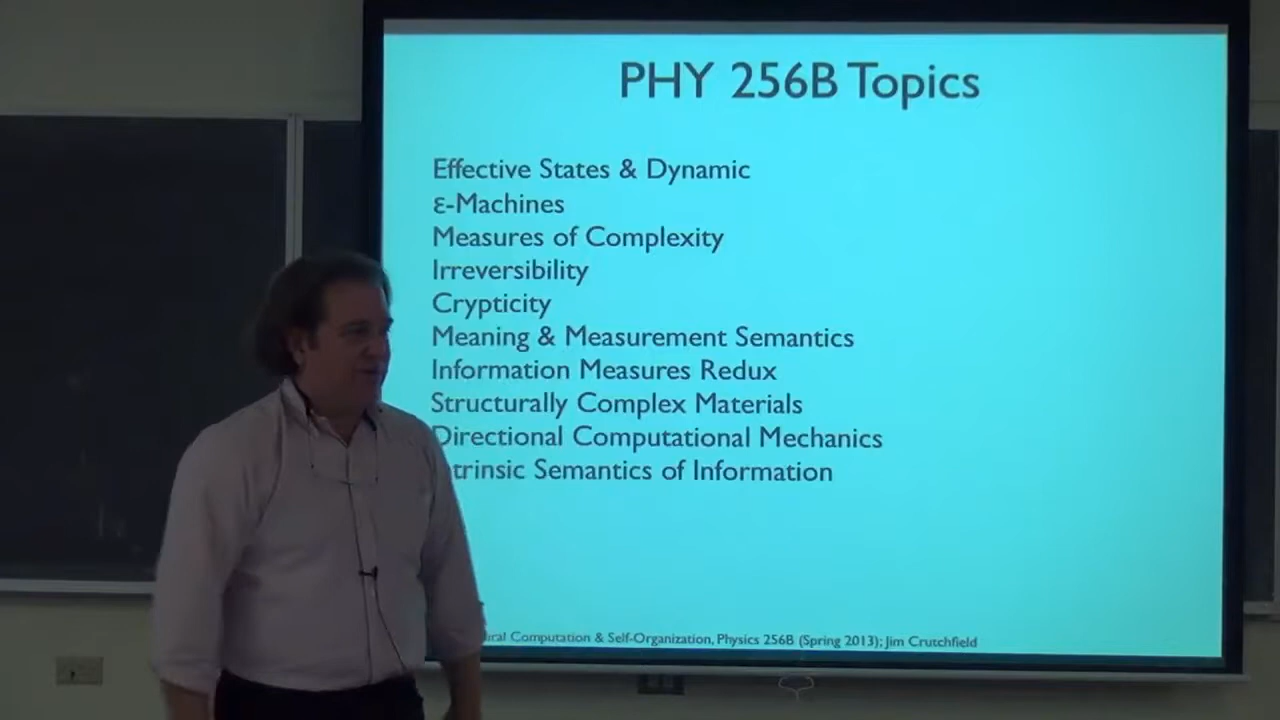 PHY 256B Topics
Effective States & Dynamic
ε-Machines
Measures of Complexity
Irreversibility
Crypticity
Meaning & Measurement Semantics
Information Measures Redux
Structurally Complex Materials
Directional Computational Mechanics
trinsic Semantics of Information
Computation & Self-Organization, Physics 256B (Spring 2013); Jim Crutchfield